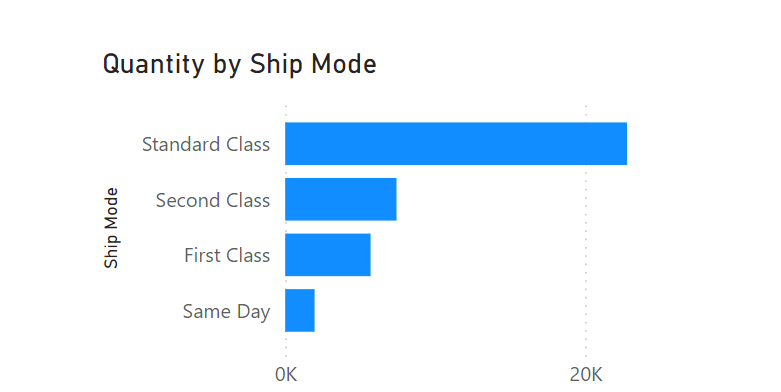 Quantity by Ship Mode
Ship Mode
Standard Class
Second Class
First Class
Same Day
0K 20K